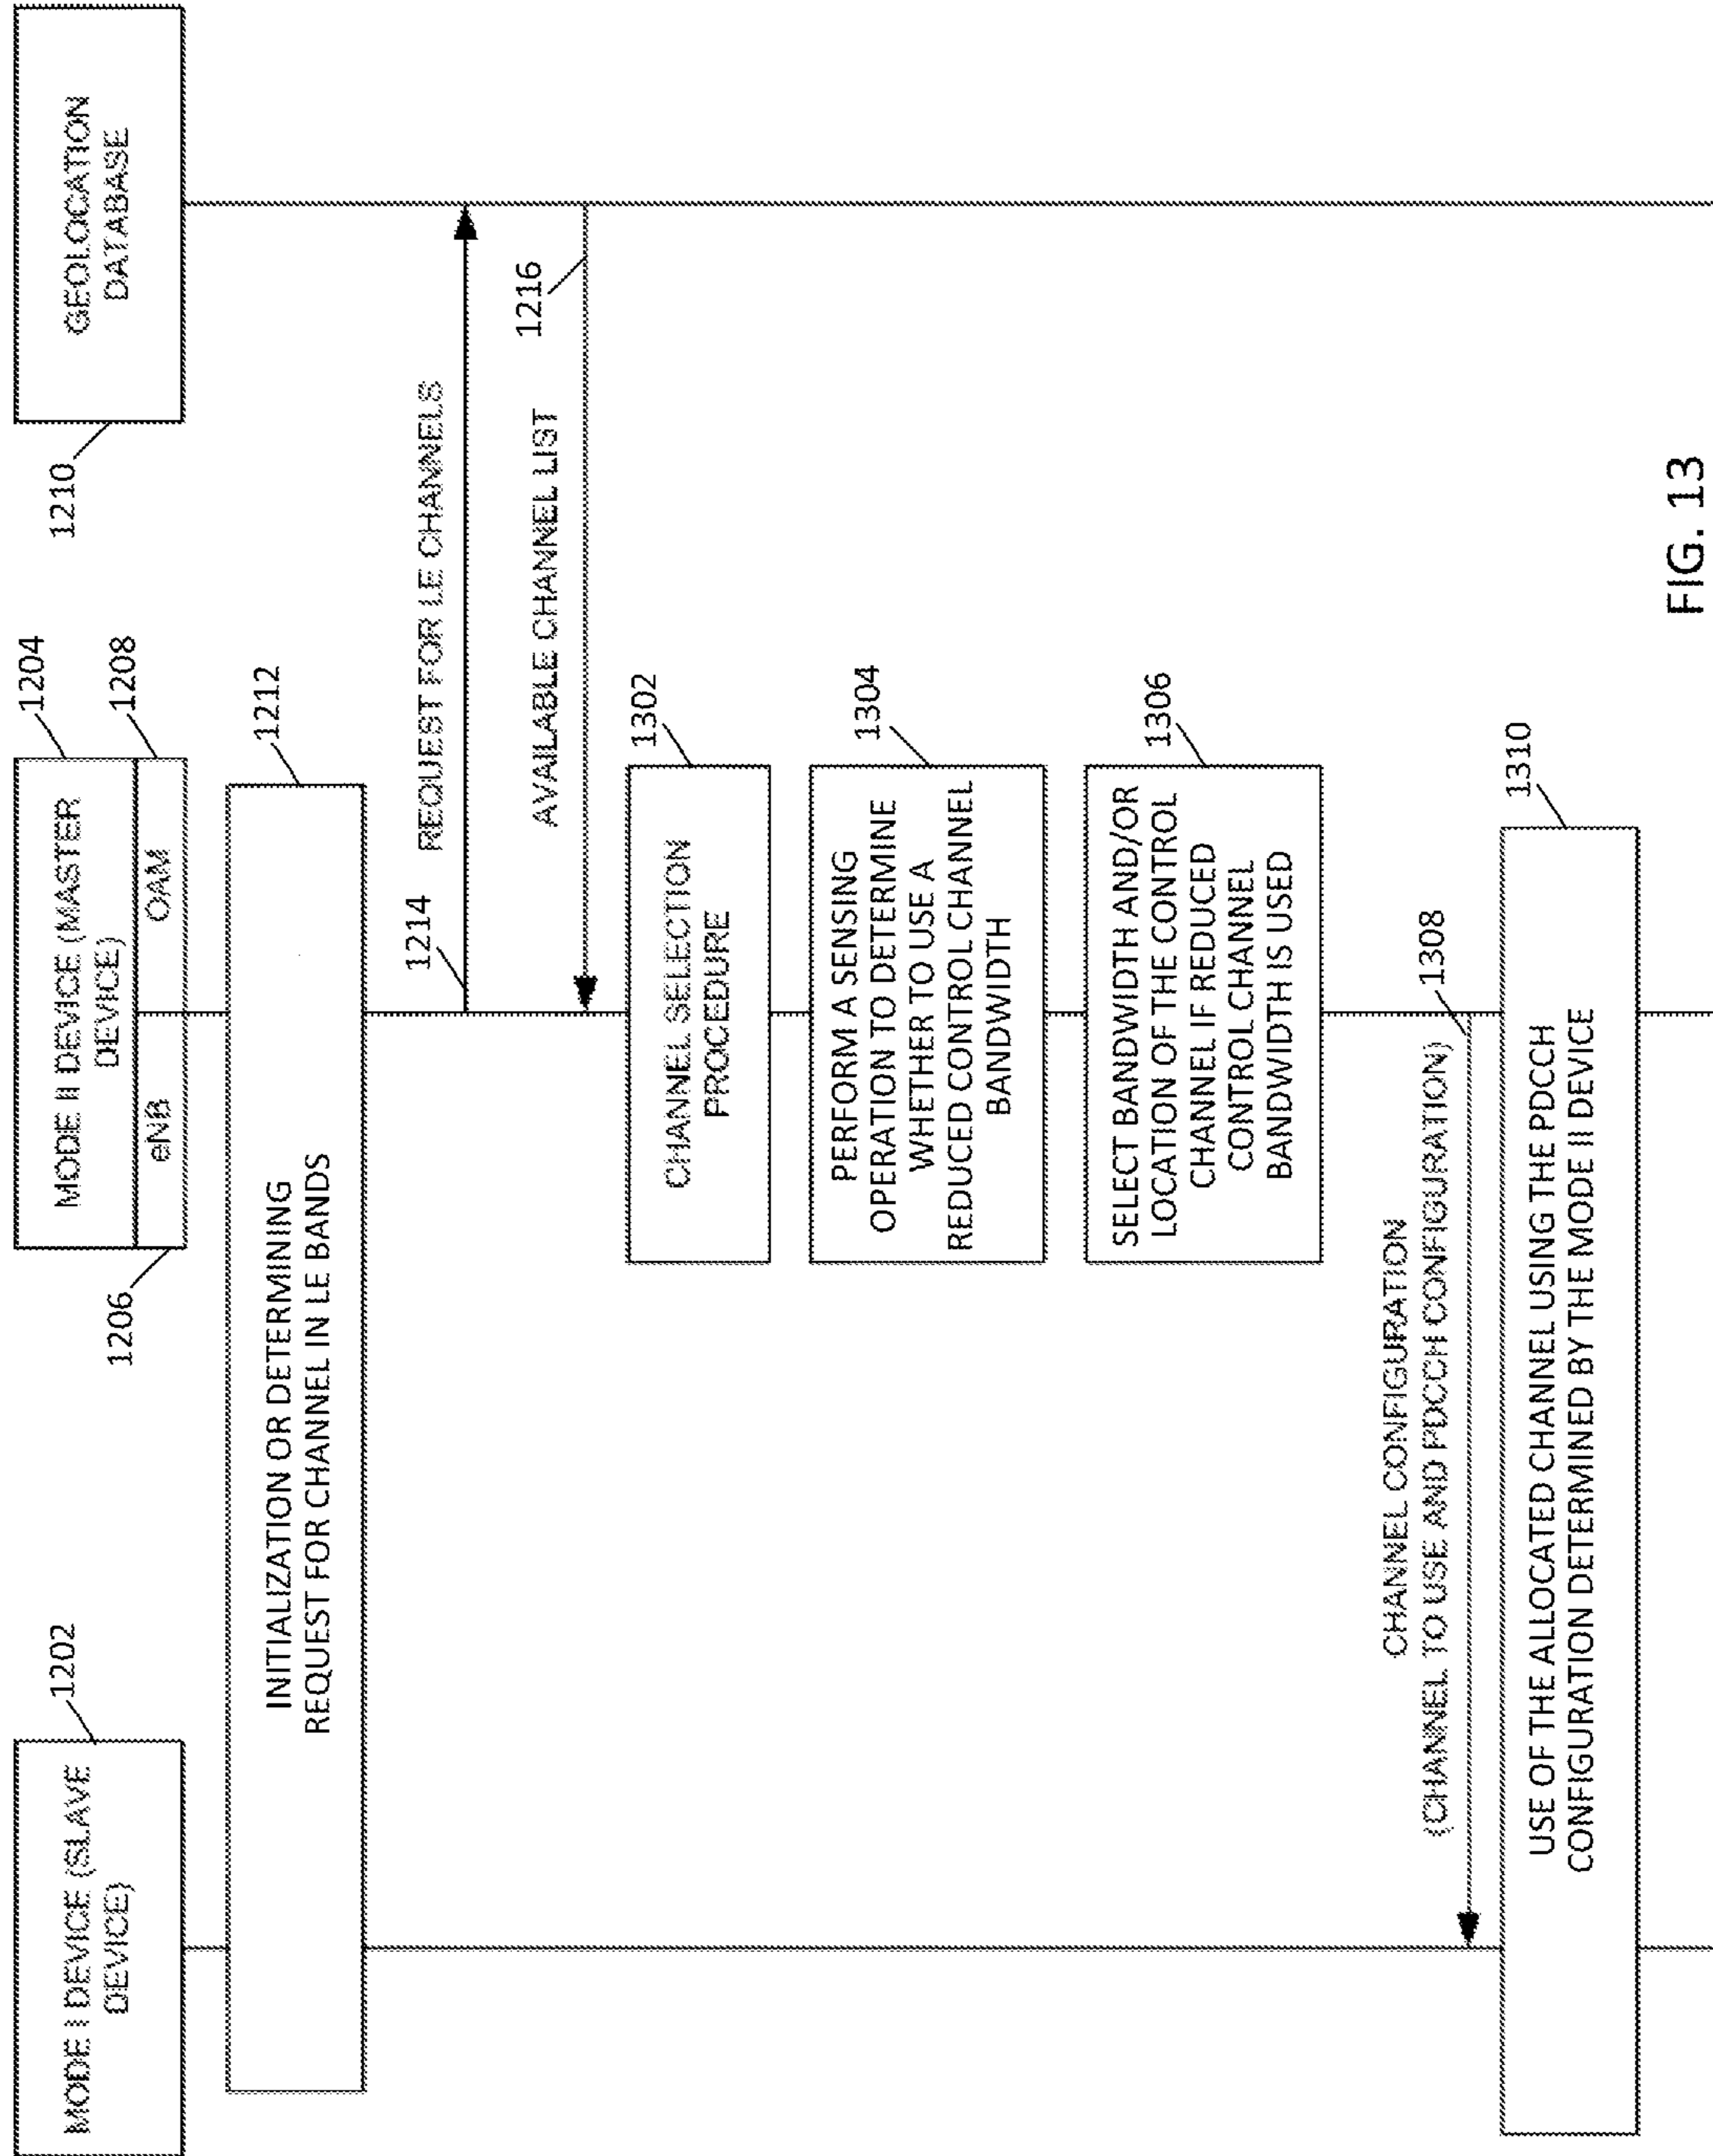 MODE I DEVICE (SLAVE
DEVICE)
1202
MODE II DEVICE (MASTER
DEVICE)
eNB
OAM
1204
1206
1208
GEOLOCATION
DATABASE
1210
INITIALIZATION OR DETERMINING
REQUEST FOR CHANNEL IN LE BANDS
1212
1214
REQUEST FOR LE CHANNELS
AVAILABLE CHANNEL LIST
1216
CHANNEL SELECTION
PROCEDURE
1302
PERFORM A SENSING
OPERATION TO DETERMINE
WHETHER TO USE A
REDUCED CONTROL CHANNEL
BANDWIDTH
1304
SELECT BANDWIDTH AND/OR
LOCATION OF THE CONTROL
CHANNEL IF REDUCED
CONTROL CHANNEL
BANDWIDTH IS USED
1306
CHANNEL CONFIGURATION
(CHANNEL TO USE AND PDCCH CONFIGURATION)
1308
USE OF THE ALLOCATED CHANNEL USING THE PDCCH
CONFIGURATION DETERMINED BY THE MODE II DEVICE
1310
FIG. 13